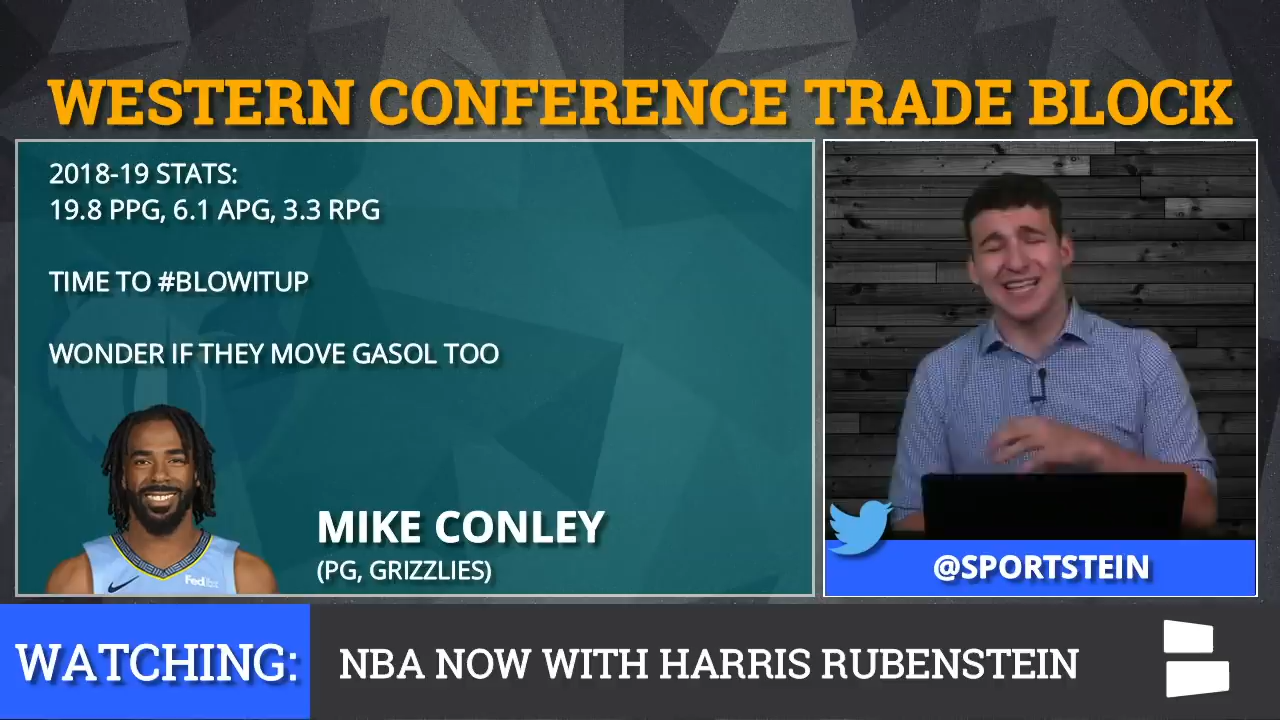 WESTERN CONFERENCE TRADE BLOCK
2018-19 STATS:
19.8 PPG, 6.1 APG, 3.3 RPG
TIME TO #BLOWITUP
WONDER IF THEY MOVE GASOL TOO
FedEx
MIKE CONLEY
(PG, GRIZZLIES)
@SPORTSTEIN
WATCHING:
NBA NOW WITH HARRIS RUBENSTEIN